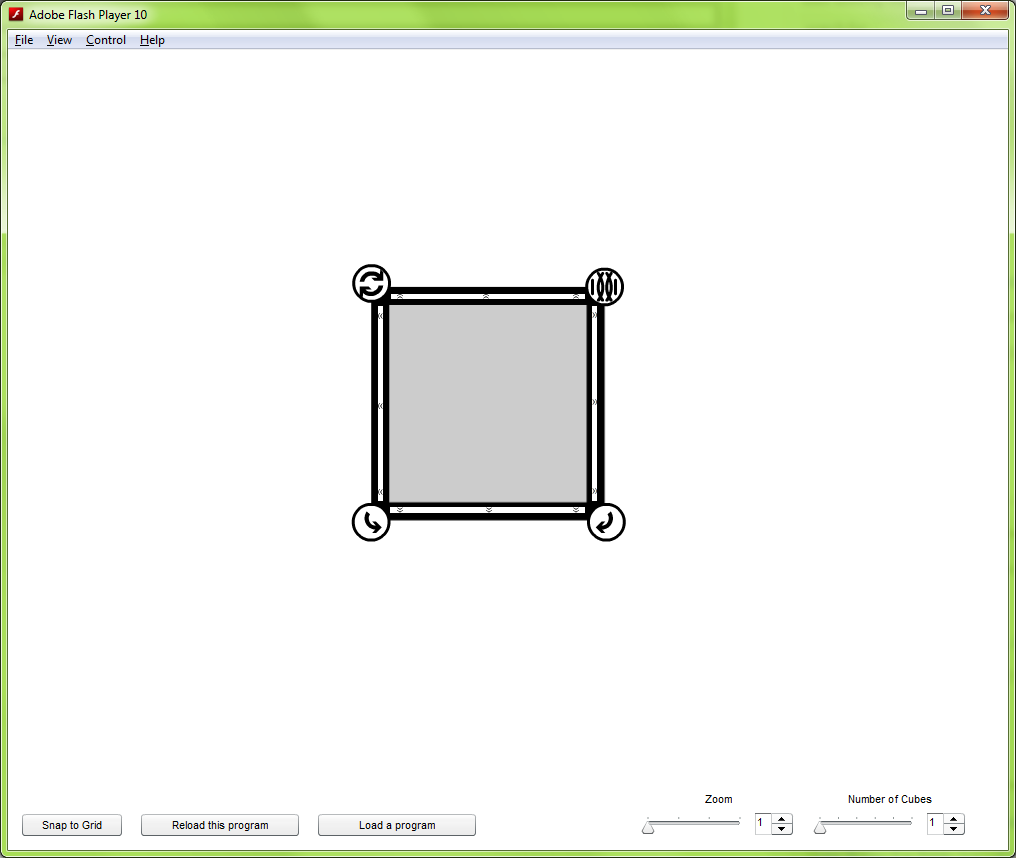 Adobe Flash Player 10
File View Control Help
Zoom
Number of Cubes
Snap to Grid
Reload this program
Load a program
1
1